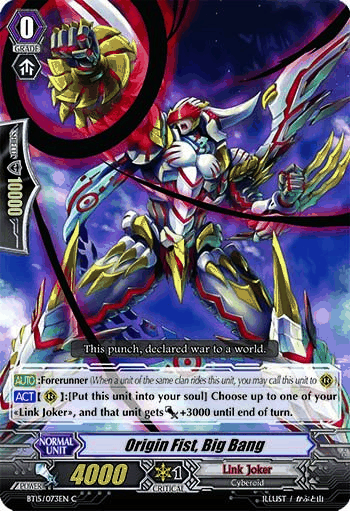 0
GRADE
SHIELD
10000
This punch, declared war to a world.
AUTO :Forerunner (When a unit of the same clan rides this unit, you may call this unit to R)
ACT [R]:[Put this unit into your soul] Choose up to one of your
«Link Joker», and that unit gets +3000 until end of turn.
NORMAL
UNIT
Origin Fist, Big Bang
POWER
4000
1
CRITICAL
Link Joker
Cyberoid
BT15/073EN C
ILLUST / かぶと山